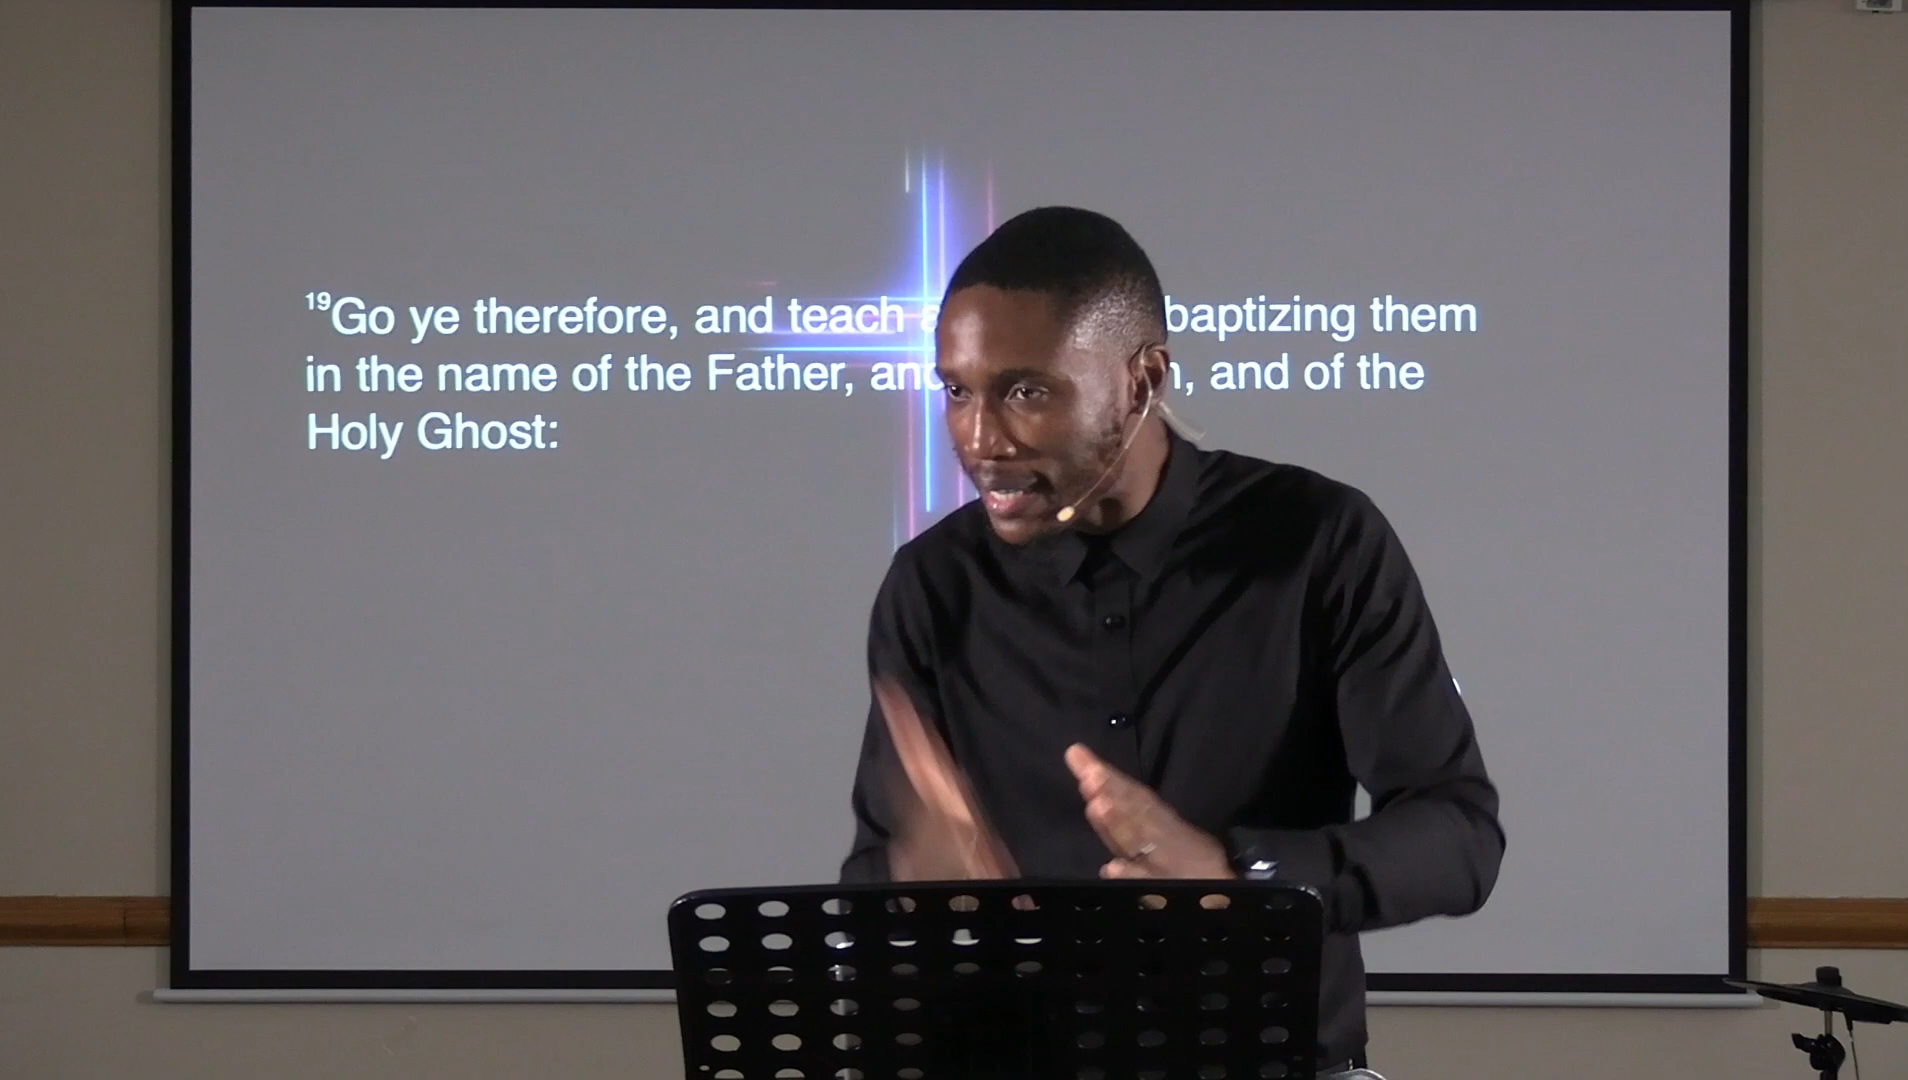 19Go ye therefore, and teach baptizing them
in the name of the Father, and of the
Holy Ghost: